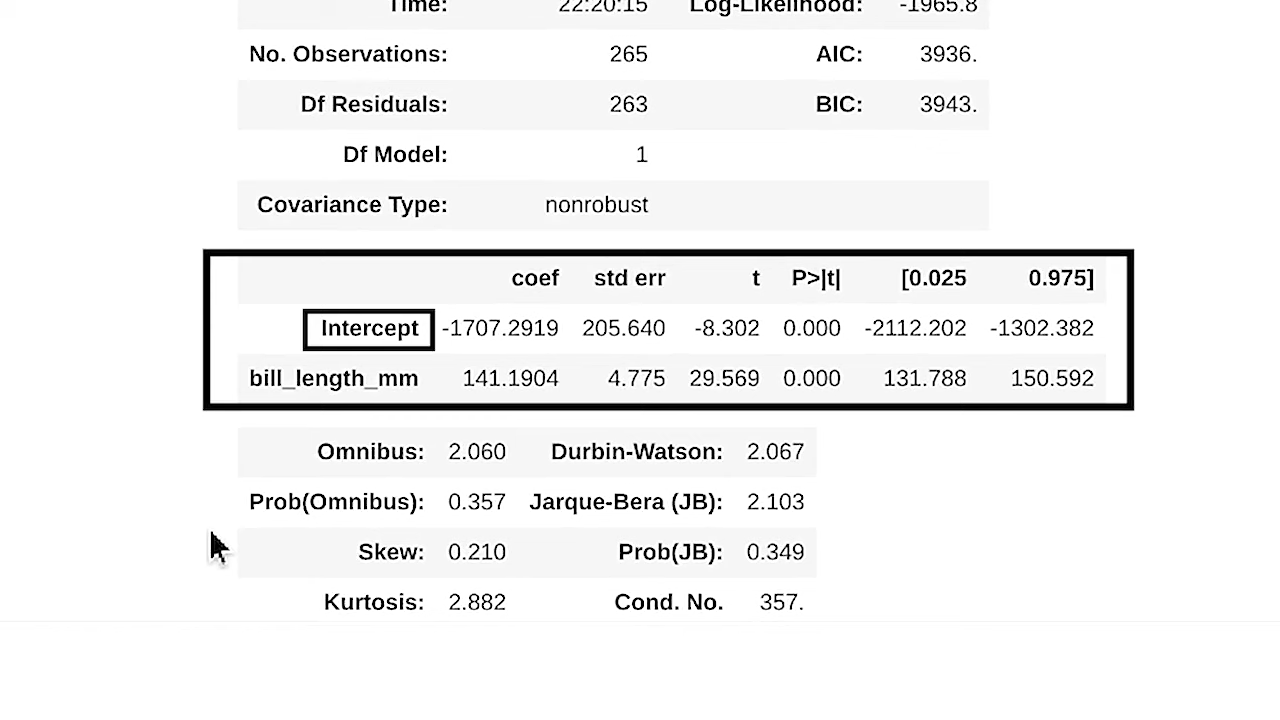 Time: 22:20:15 Log-Likelihood: -1965.8
No. Observations: 265 AIC: 3936.
Df Residuals: 263 BIC: 3943.
Df Model: 1
Covariance Type: nonrobust
coef std err t P>|t| [0.025 0.975]
Intercept -1707.2919 205.640 -8.302 0.000 -2112.202 -1302.382
bill_length_mm 141.1904 4.775 29.569 0.000 131.788 150.592
Omnibus: 2.060 Durbin-Watson: 2.067
Prob(Omnibus): 0.357 Jarque-Bera (JB): 2.103
Skew: 0.210 Prob(JB): 0.349
Kurtosis: 2.882 Cond. No. 357.